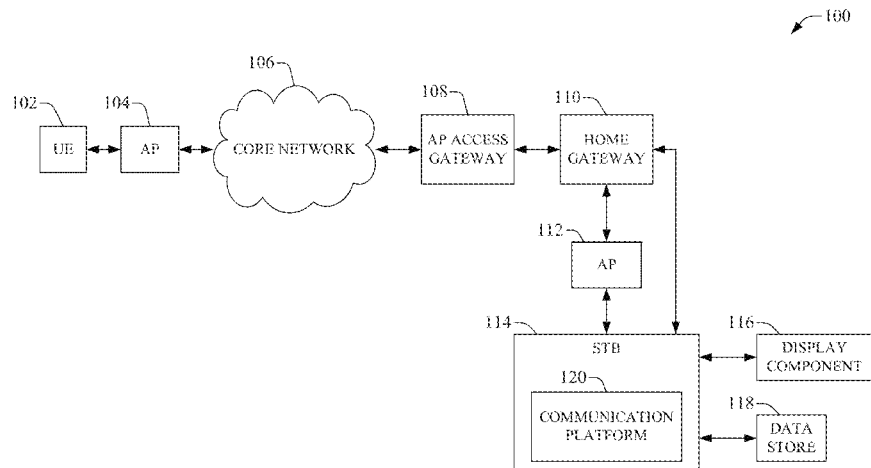 100
106
102
104
108
110
UE
AP
CORE NETWORK
AP ACCESS
GATEWAY
HOME
GATEWAY
112
AP
114
STB
116
DISPLAY
COMPONENT
120
COMMUNICATION
PLATFORM
118
DATA
STORE